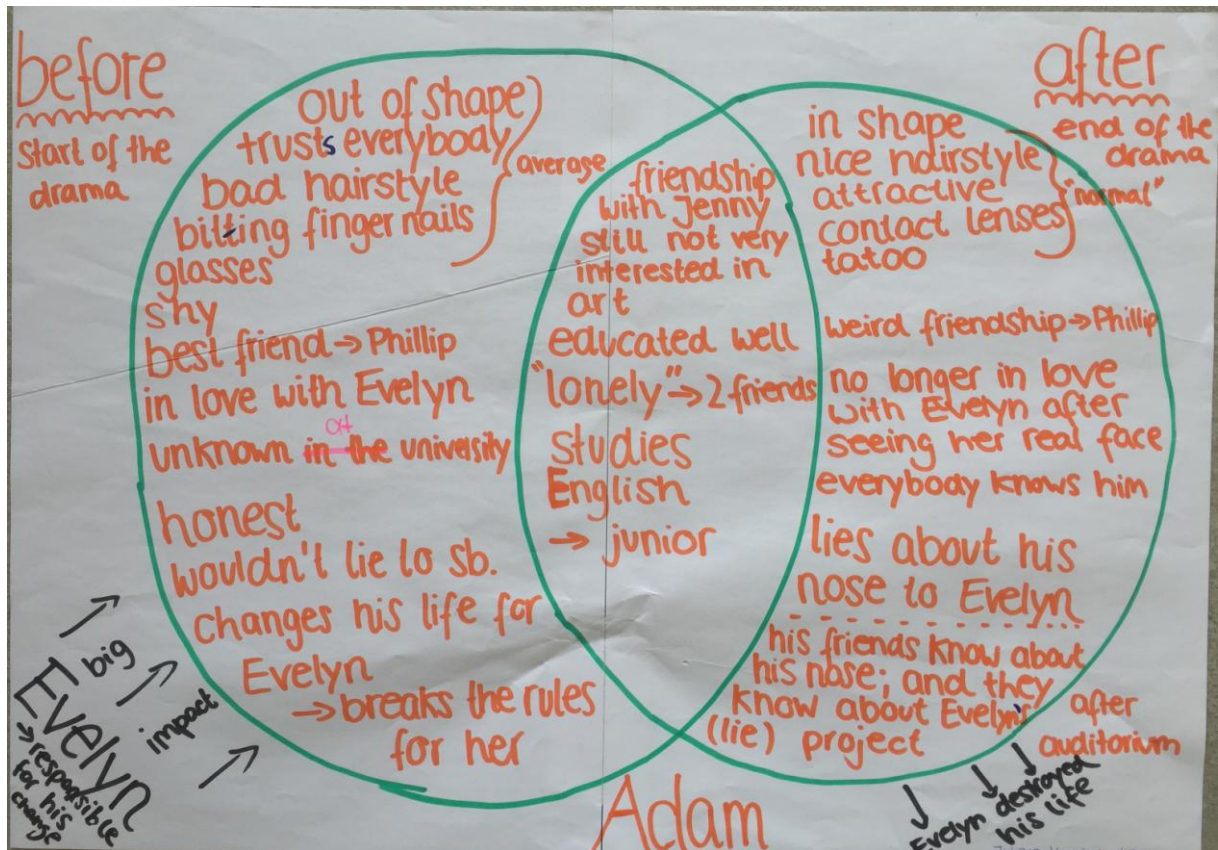 before
start of the
drama
out of shape
trusts everybody
bad hairstyle
bitting finger nails
average
glasses
shy
best friend → Phillip
in love with Evelyn
unknown in the university
at
honest
wouldn't lie to sb.
changes his life for
Evelyn
→ breaks the rules
for her
friendship
with Jenny
still not very
interested in
art
educated well
"lonely" → 2 friends
studies
English
→ junior
after
end of the
drama
in shape
nice hairstyle
attractive
contact lenses
"normal"
tatoo
weird friendship → Phillip
no longer in love
with Evelyn after
seeing her real face
everybody knows him
lies about his
nose to Evelyn
his friends know about
his nose; and they
know about Evelyn's
(lie) project
after
auditorium
Evelyn destroyed
his life
big
impact
Evelyn
→ responsible
for his
change
Adam